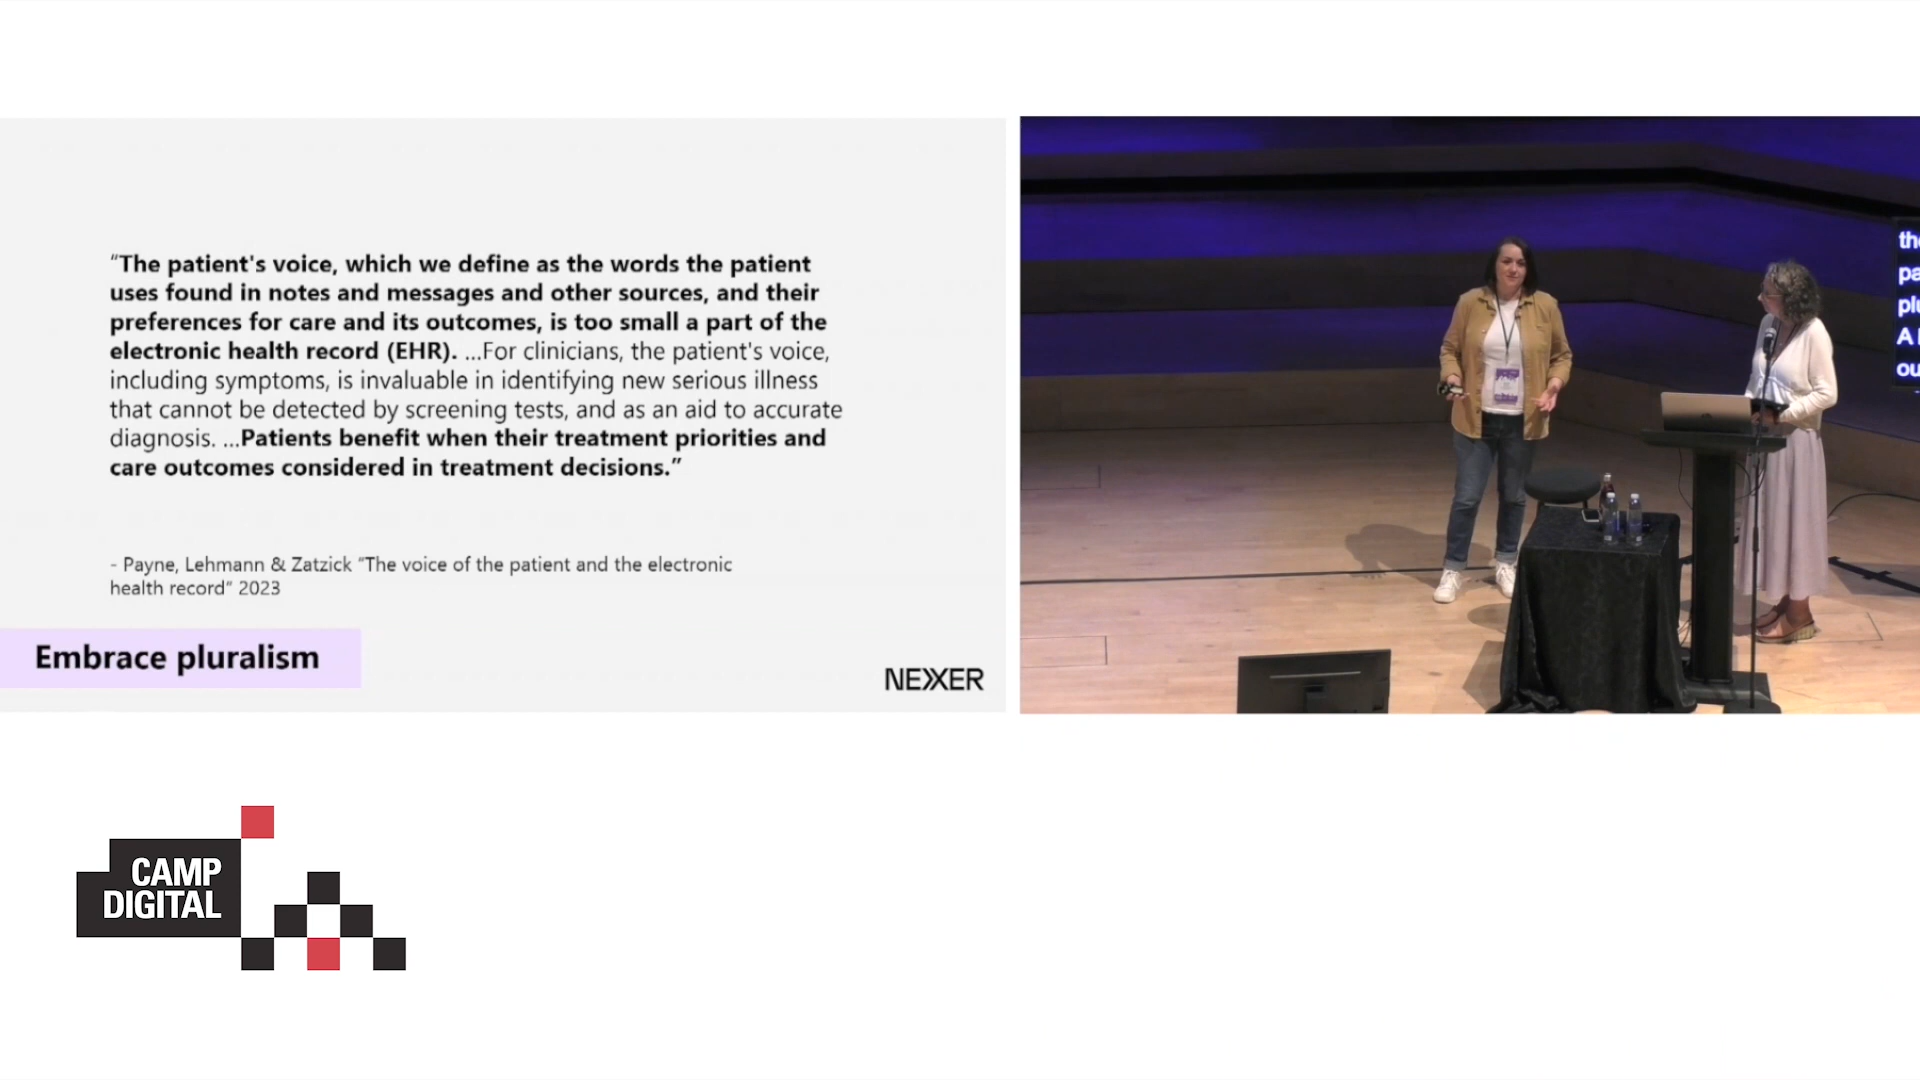 “The patient's voice, which we define as the words the patient
uses found in notes and messages and other sources, and their
preferences for care and its outcomes, is too small a part of the
electronic health record (EHR). ...For clinicians, the patient's voice,
including symptoms, is invaluable in identifying new serious illness
that cannot be detected by screening tests, and as an aid to accurate
diagnosis. ...Patients benefit when their treatment priorities and
care outcomes considered in treatment decisions.”
- Payne, Lehmann & Zatzick “The voice of the patient and the electronic
health record” 2023
Embrace pluralism
NEXER
CAMP
DIGITAL